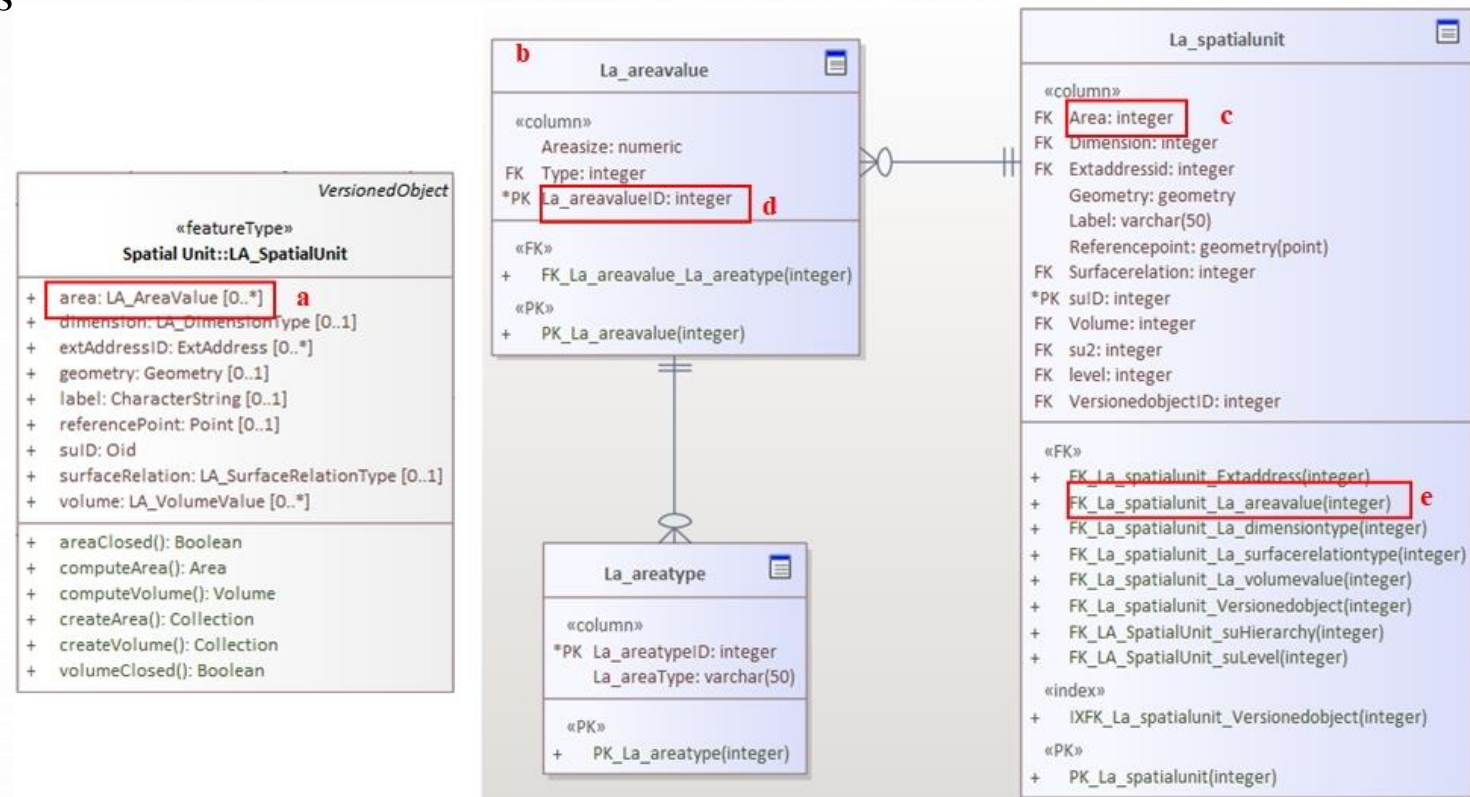 s
VersionedObject
«featureType»
Spatial Unit::LA_SpatialUnit
+ area: LA_AreaValue [0..*] a
+ dimension: LA_DimensionType [0..1]
+ extAddressID: ExtAddress [0..*]
+ geometry: Geometry [0..1]
+ label: CharacterString [0..1]
+ referencePoint: Point [0..1]
+ suID: Oid
+ surfaceRelation: LA_SurfaceRelationType [0..1]
+ volume: LA_VolumeValue [0..*]
+ areaClosed(): Boolean
+ computeArea(): Area
+ computeVolume(): Volume
+ createArea(): Collection
+ createVolume(): Collection
+ volumeClosed(): Boolean
b
La_areavalue
«column»
Areasize: numeric
FK Type: integer
*PK La_areavalueID: integer d
«FK»
+ FK_La_areavalue_La_areatype(integer)
«PK»
+ PK_La_areavalue(integer)
La_areatype
«column»
*PK La_areatypeID: integer
La_areaType: varchar(50)
«PK»
+ PK_La_areatype(integer)
La_spatialunit
«column»
FK Area: integer c
FK Dimension: integer
FK Extaddressid: integer
Geometry: geometry
Label: varchar(50)
Referencepoint: geometry(point)
FK Surfacerelation: integer
*PK suID: integer
FK Volume: integer
FK su2: integer
FK level: integer
FK VersionedobjectID: integer
«FK»
+ FK_La_spatialunit_Extaddress(integer)
+ FK_La_spatialunit_La_areavalue(integer) e
+ FK_La_spatialunit_La_dimensiontype(integer)
+ FK_La_spatialunit_La_surfacerelationtype(integer)
+ FK_La_spatialunit_La_volumevalue(integer)
+ FK_La_spatialunit_Versionedobject(integer)
+ FK_LA_SpatialUnit_suHierarchy(integer)
+ FK_LA_SpatialUnit_suLevel(integer)
«index»
+ IXFK_La_spatialunit_Versionedobject(integer)
«PK»
+ PK_La_spatialunit(integer)